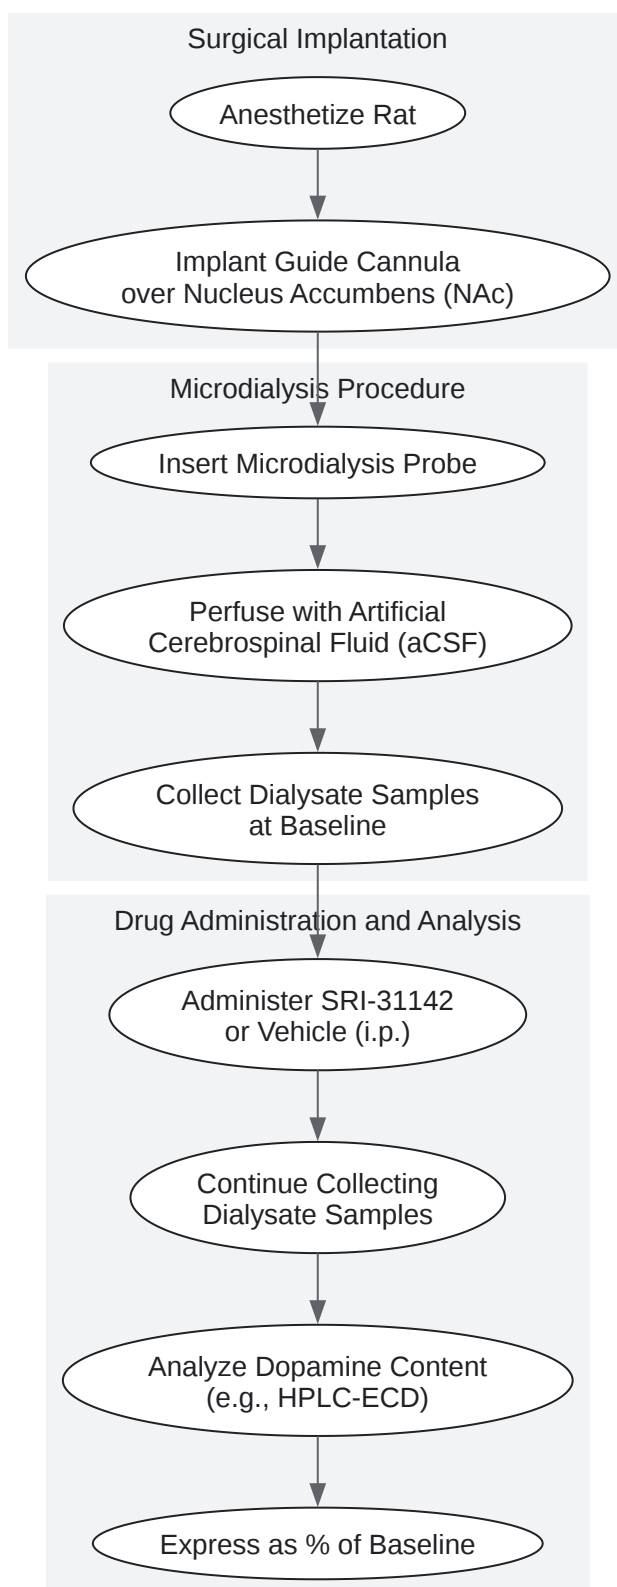 Surgical Implantation
Anesthetize Rat
Implant Guide Cannula
over Nucleus Accumbens (NAc)
Microdialysis Procedure
Insert Microdialysis Probe
Perfuse with Artificial
Cerebrospinal Fluid (aCSF)
Collect Dialysate Samples
at Baseline
Drug Administration and Analysis
Administer SRI-31142
or Vehicle (i.p.)
Continue Collecting
Dialysate Samples
Analyze Dopamine Content
(e.g., HPLC-ECD)
Express as % of Baseline